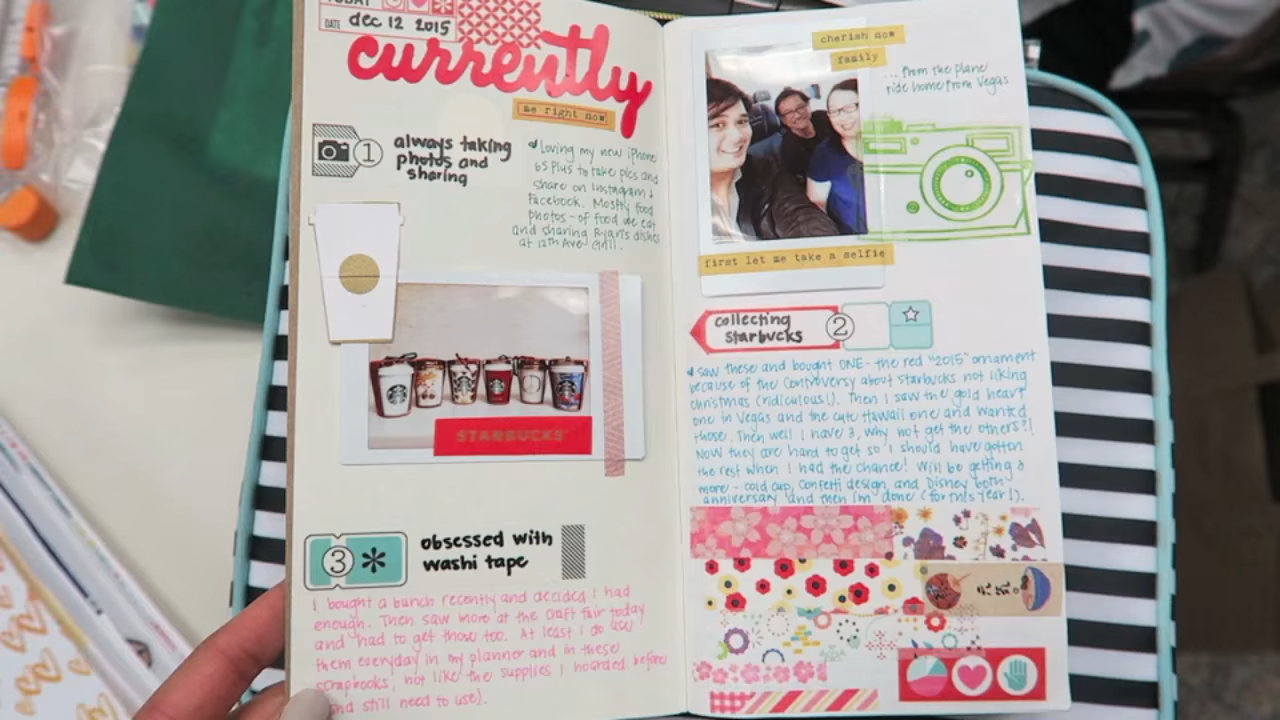 TODAY
DATE dec 12 2015
currently
me right now
1 always taking
photos and
sharing
Loving my new iphone
6s Plus to take pics and
share on Instagram +
Facebook. Mostly food
photos - of food we eat
and sharing Ryan's dishes
at 12th Ave Grill.
STARBUCKS
3 * obsessed with
washi tape
I bought a bunch recently and decided I had
enough. Then saw more at the craft fair today
and had to get those too. At least I do use
them everyday in my planner and in these
scrapbooks, not like the supplies I hoarded before
and still need to use).
cherish now
family
... from the plane
ride home from Vegas
first let me take a selfie
collecting
starbucks 2
saw these and bought ONE - the red "2015" ornament
because of the controversy about Starbucks not liking
christmas (ridiculous!). Then I saw the gold heart
one in Vegas and the cute Hawaii one and wanted
those. Then well I have 3, why not get the others?!
Now they are hard to get so I should have gotten
the rest when I had the chance! Will be getting 2
more - cold cup, Confetti design, and Disney both
anniversary and then I'm done (for this year!).